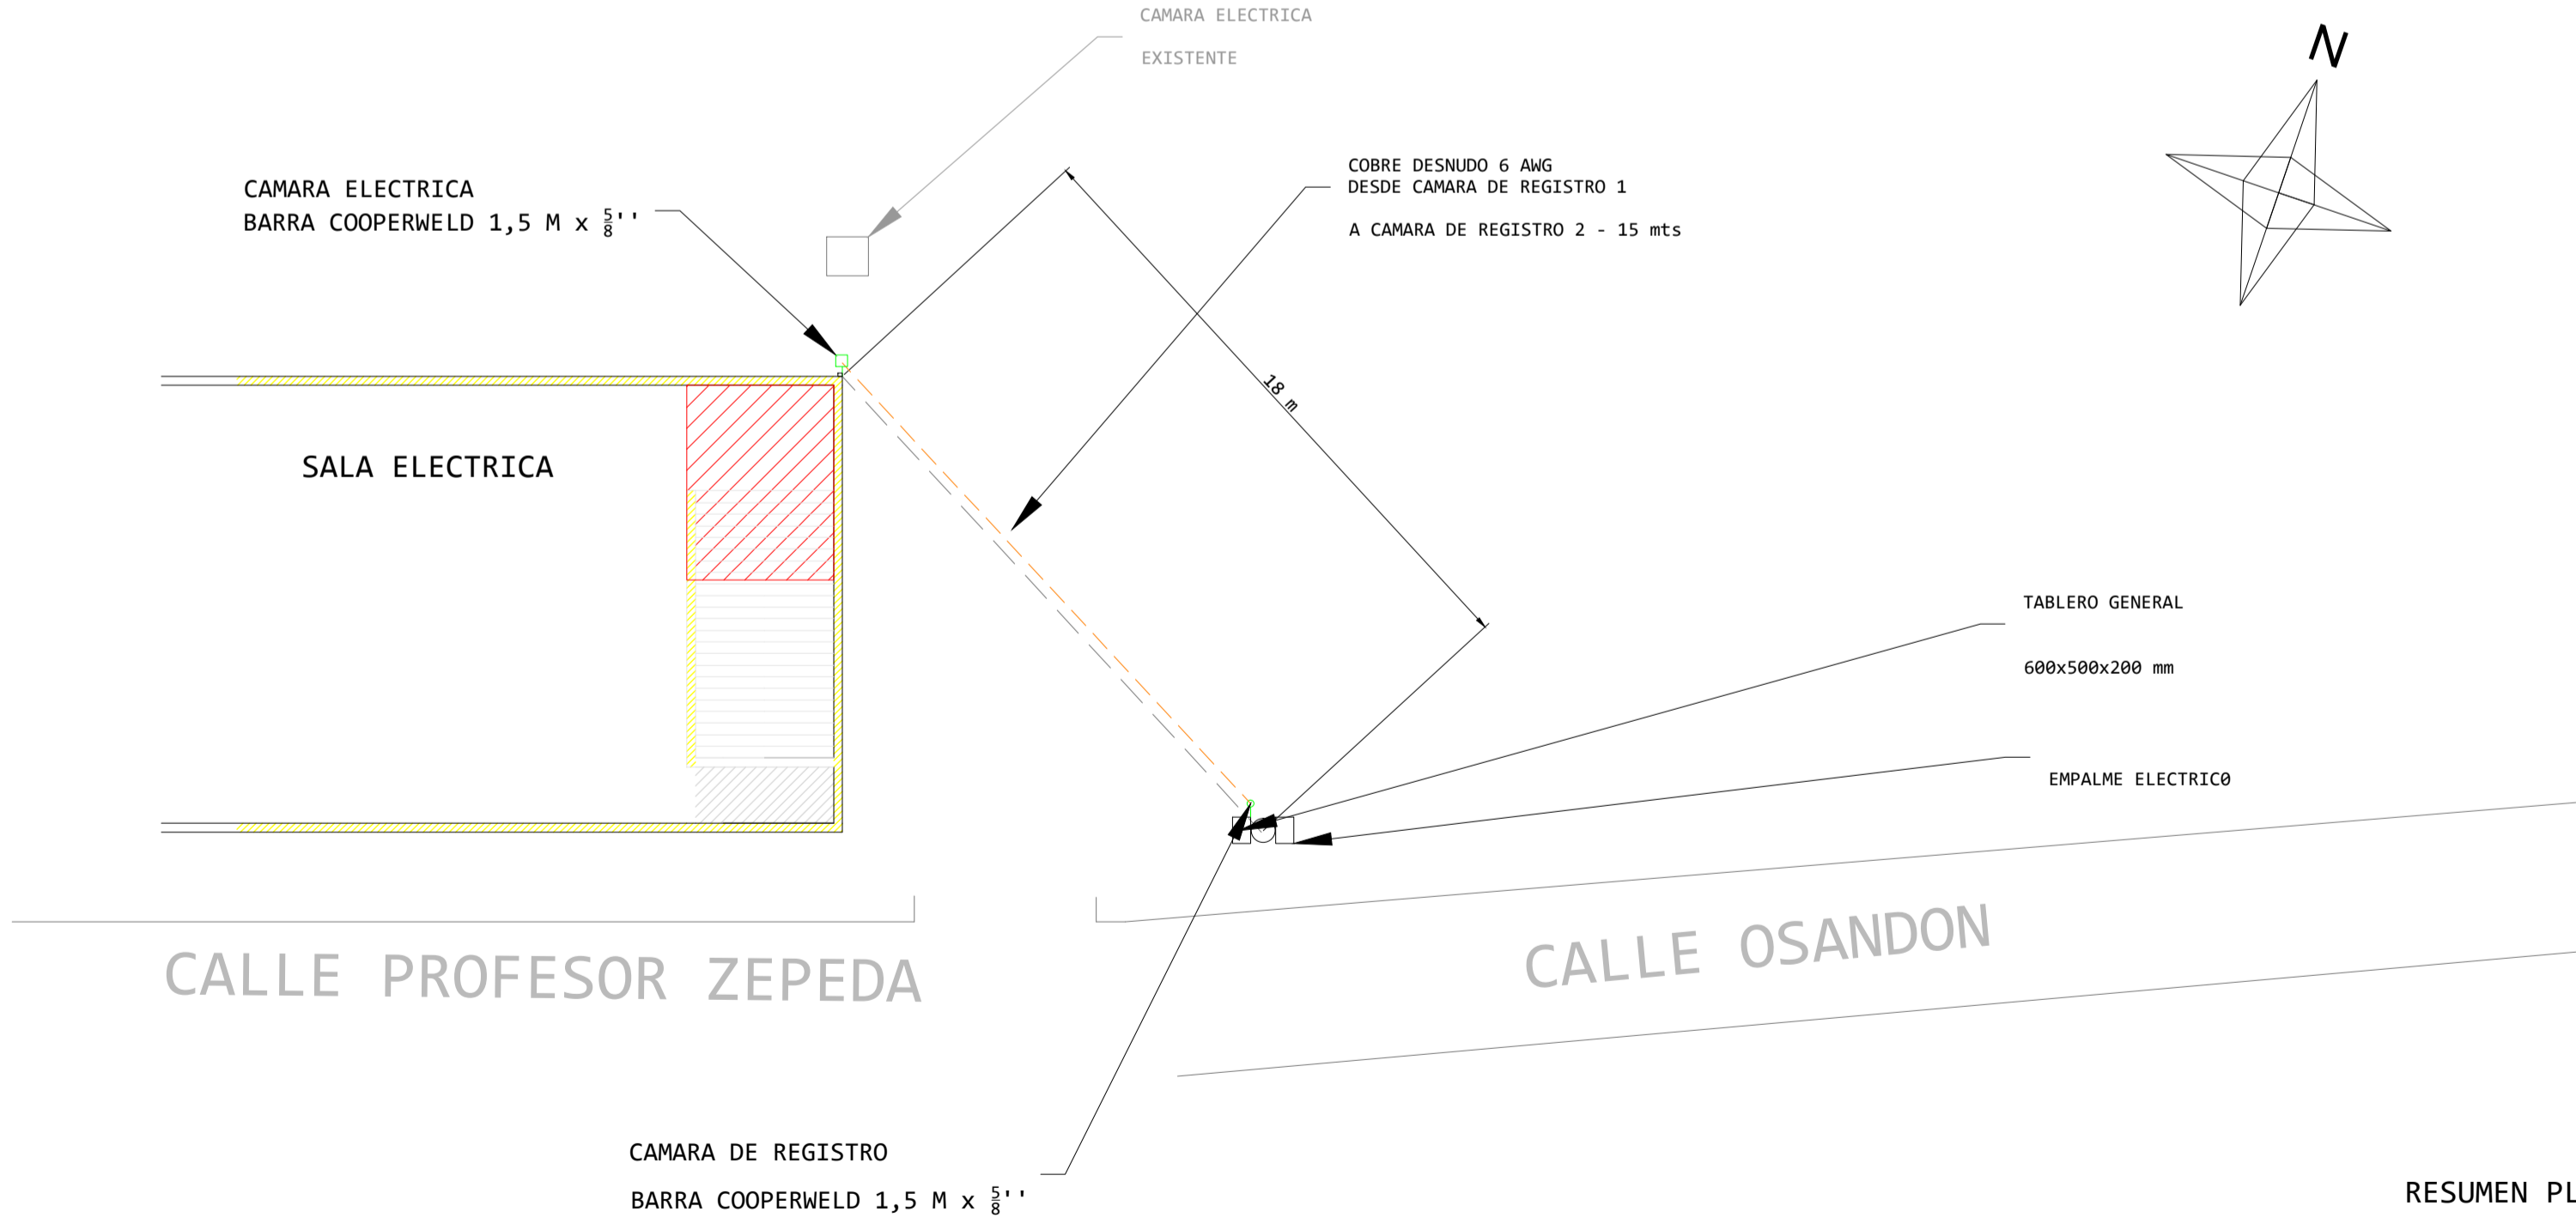 CAMARA ELECTRICA
EXISTENTE
N
CAMARA ELECTRICA
BARRA COOPERWELD 1,5 M x 5/8''
COBRE DESNUDO 6 AWG
DESDE CAMARA DE REGISTRO 1
A CAMARA DE REGISTRO 2 - 15 mts
18 m
SALA ELECTRICA
TABLERO GENERAL
600x500x200 mm
EMPALME ELECTRIC0
CALLE PROFESOR ZEPEDA
CALLE OSANDON
CAMARA DE REGISTRO
BARRA COOPERWELD 1,5 M x 5/8''
RESUMEN PL